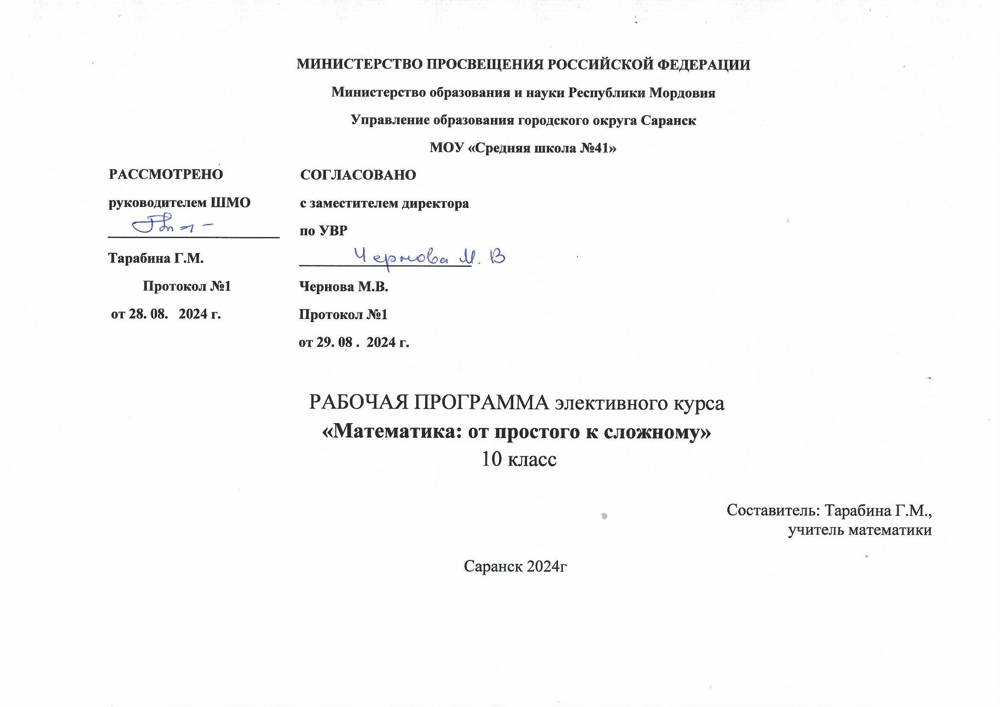 МИНИСТЕРСТВО ПРОСВЕЩЕНИЯ РОССИЙСКОЙ ФЕДЕРАЦИИ
Министерство образования и науки Республики Мордовия
Управление образования городского округа Саранск
МОУ «Средняя школа №41»
РАССМОТРЕНО
руководителем ШМО
Тарабина Г.М.
Протокол №1
от 28. 08. 2024 г.
СОГЛАСОВАНО
с заместителем директора
по УВР
Чернова М. В
Чернова М.В.
Протокол №1
от 29. 08 . 2024 г.
РАБОЧАЯ ПРОГРАММА элективного курса
«Математика: от простого к сложному»
10 класс
Составитель: Тарабина Г.М.,
учитель математики
Саранск 2024г